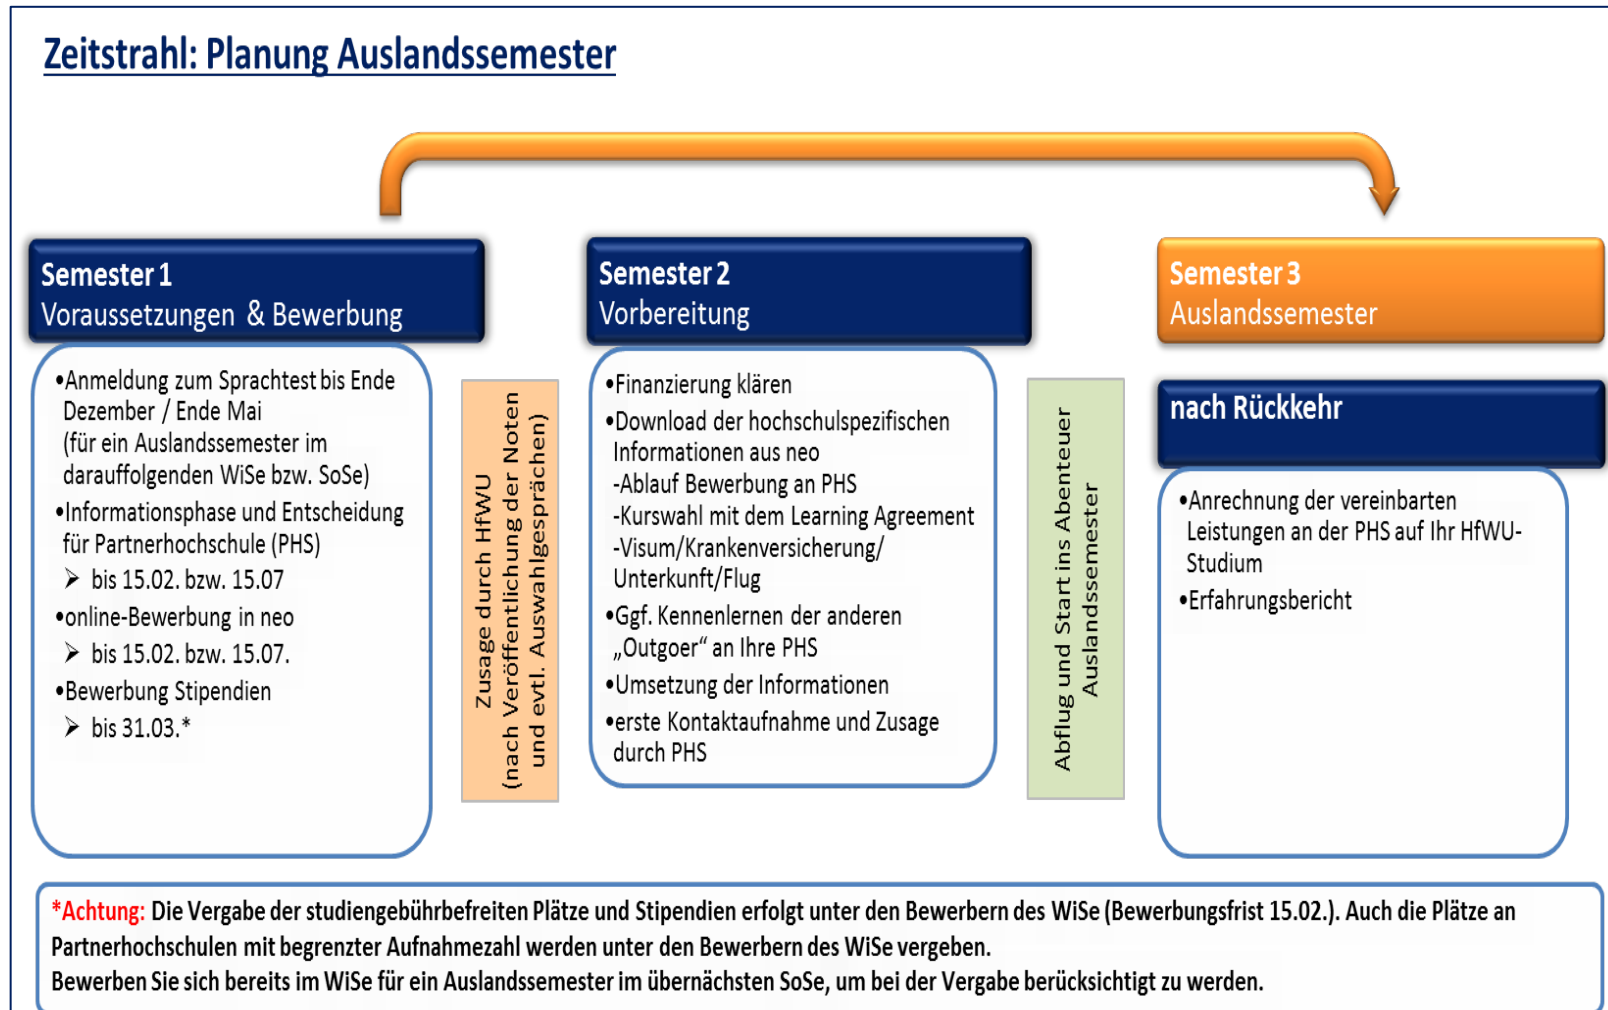 Zeitstrahl: Planung Auslandssemester
Semester 1
Voraussetzungen & Bewerbung
•Anmeldung zum Sprachtest bis Ende
Dezember / Ende Mai
(für ein Auslandssemester im
darauffolgenden WiSe bzw. SoSe)
•Informationsphase und Entscheidung
für Partnerhochschule (PHS)
➢ bis 15.02. bzw. 15.07
•online-Bewerbung in neo
➢ bis 15.02. bzw. 15.07.
•Bewerbung Stipendien
➢ bis 31.03.*
Zusage durch HfWU
(nach Veröffentlichung der Noten
und evtl. Auswahlgesprächen)
Semester 2
Vorbereitung
•Finanzierung klären
•Download der hochschulspezifischen
Informationen aus neo
-Ablauf Bewerbung an PHS
-Kurswahl mit dem Learning Agreement
-Visum/Krankenversicherung/
Unterkunft/Flug
•Ggf. Kennenlernen der anderen
„Outgoer“ an Ihre PHS
•Umsetzung der Informationen
•erste Kontaktaufnahme und Zusage
durch PHS
Abflug und Start ins Abenteuer
Auslandssemester
Semester 3
Auslandssemester
nach Rückkehr
•Anrechnung der vereinbarten
Leistungen an der PHS auf Ihr HfWU-
Studium
•Erfahrungsbericht
*Achtung: Die Vergabe der studiengebührbefreiten Plätze und Stipendien erfolgt unter den Bewerbern des WiSe (Bewerbungsfrist 15.02.). Auch die Plätze an
Partnerhochschulen mit begrenzter Aufnahmezahl werden unter den Bewerbern des WiSe vergeben.
Bewerben Sie sich bereits im WiSe für ein Auslandssemester im übernächsten SoSe, um bei der Vergabe berücksichtigt zu werden.